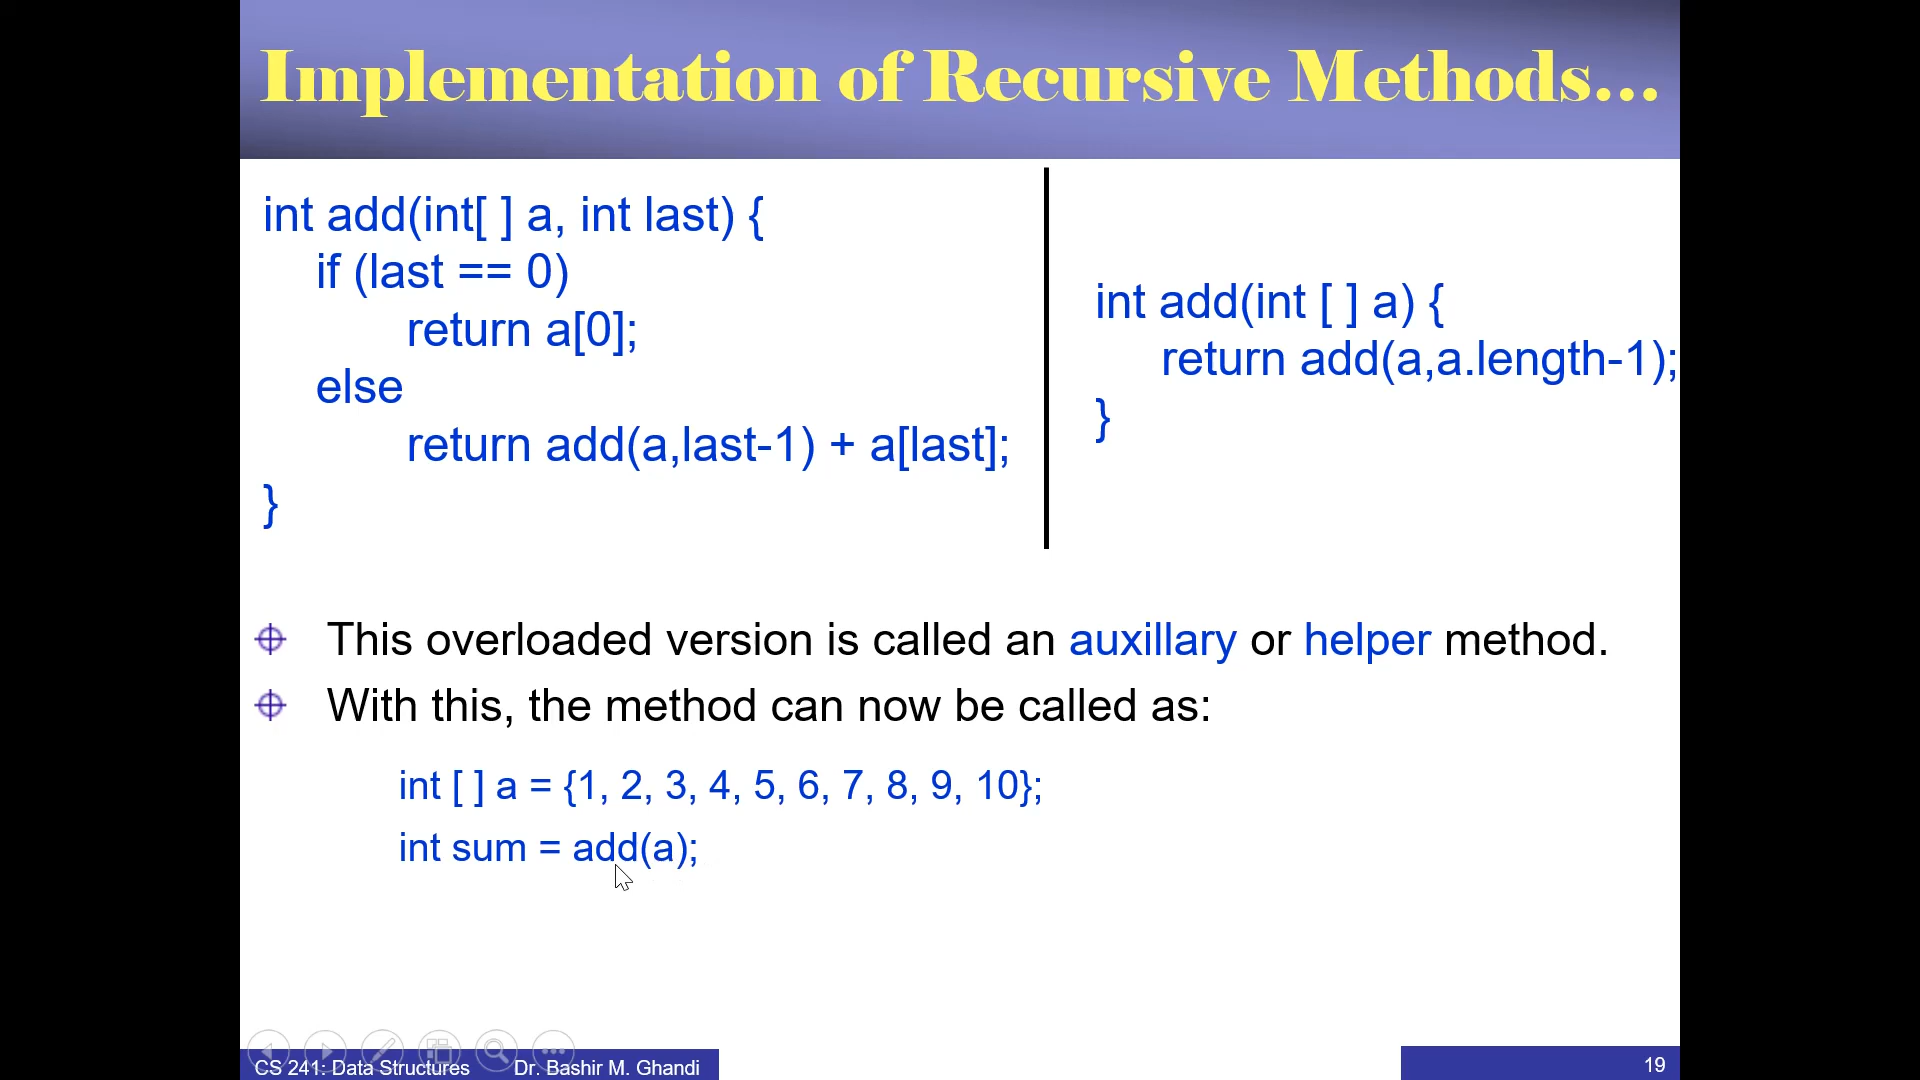 Implementation of Recursive Methods...
int add(int[ ] a, int last) {
if (last == 0)
return a[0];
else
return add(a,last-1) + a[last];
}
int add(int [ ] a) {
return add(a,a.length-1);
}
This overloaded version is called an auxillary or helper method.
With this, the method can now be called as:
int [ ] a = {1, 2, 3, 4, 5, 6, 7, 8, 9, 10};
int sum = add(a);
CS 241: Data Structures Dr. Bashir M. Ghandi
19